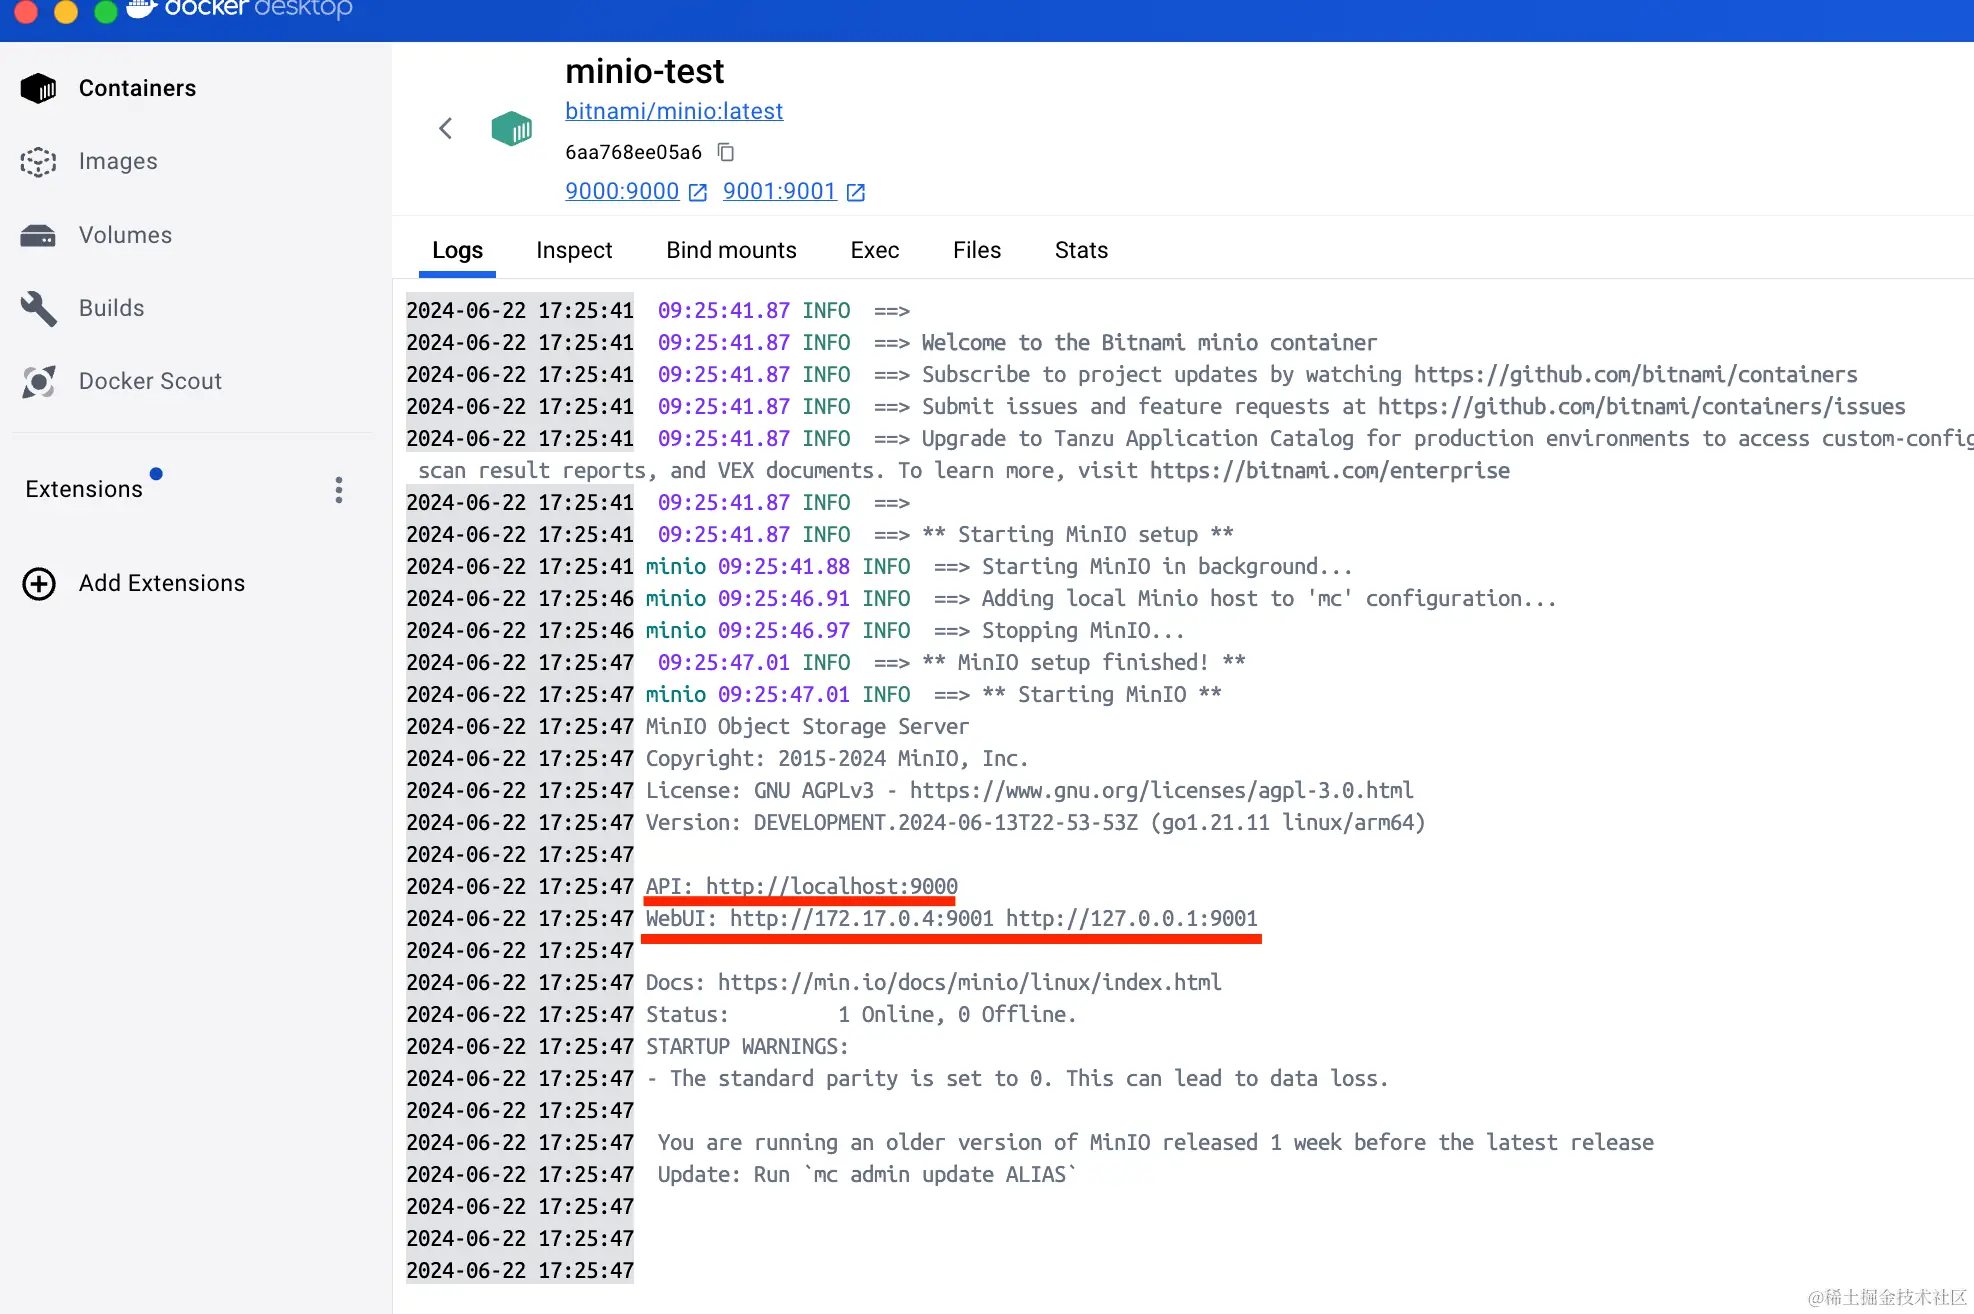 docker desktop
Containers
Images
Volumes
Builds
Docker Scout
Extensions
Add Extensions
minio-test
bitnami/minio:latest
6aa768ee05a6
9000:9000 9001:9001
Logs Inspect Bind mounts Exec Files Stats
2024-06-22 17:25:41 09:25:41.87 INFO ==>
2024-06-22 17:25:41 09:25:41.87 INFO ==> Welcome to the Bitnami minio container
2024-06-22 17:25:41 09:25:41.87 INFO ==> Subscribe to project updates by watching https://github.com/bitnami/containers
2024-06-22 17:25:41 09:25:41.87 INFO ==> Submit issues and feature requests at https://github.com/bitnami/containers/issues
2024-06-22 17:25:41 09:25:41.87 INFO ==> Upgrade to Tanzu Application Catalog for production environments to access custom-config
scan result reports, and VEX documents. To learn more, visit https://bitnami.com/enterprise
2024-06-22 17:25:41 09:25:41.87 INFO ==>
2024-06-22 17:25:41 09:25:41.87 INFO ==> ** Starting MinIO setup **
2024-06-22 17:25:41 minio 09:25:41.88 INFO ==> Starting MinIO in background...
2024-06-22 17:25:46 minio 09:25:46.91 INFO ==> Adding local Minio host to 'mc' configuration...
2024-06-22 17:25:46 minio 09:25:46.97 INFO ==> Stopping MinIO...
2024-06-22 17:25:47 09:25:47.01 INFO ==> ** MinIO setup finished! **
2024-06-22 17:25:47 minio 09:25:47.01 INFO ==> ** Starting MinIO **
2024-06-22 17:25:47 MinIO Object Storage Server
2024-06-22 17:25:47 Copyright: 2015-2024 MinIO, Inc.
2024-06-22 17:25:47 License: GNU AGPLv3 - https://www.gnu.org/licenses/agpl-3.0.html
2024-06-22 17:25:47 Version: DEVELOPMENT.2024-06-13T22-53-53Z (go1.21.11 linux/arm64)
2024-06-22 17:25:47
2024-06-22 17:25:47 API: http://localhost:9000
2024-06-22 17:25:47 WebUI: http://172.17.0.4:9001 http://127.0.0.1:9001
2024-06-22 17:25:47
2024-06-22 17:25:47 Docs: https://min.io/docs/minio/linux/index.html
2024-06-22 17:25:47 Status: 1 Online, 0 Offline.
2024-06-22 17:25:47 STARTUP WARNINGS:
2024-06-22 17:25:47 - The standard parity is set to 0. This can lead to data loss.
2024-06-22 17:25:47
2024-06-22 17:25:47 You are running an older version of MinIO released 1 week before the latest release
2024-06-22 17:25:47 Update: Run `mc admin update ALIAS`
2024-06-22 17:25:47
2024-06-22 17:25:47
2024-06-22 17:25:47
@稀土掘金技术社区